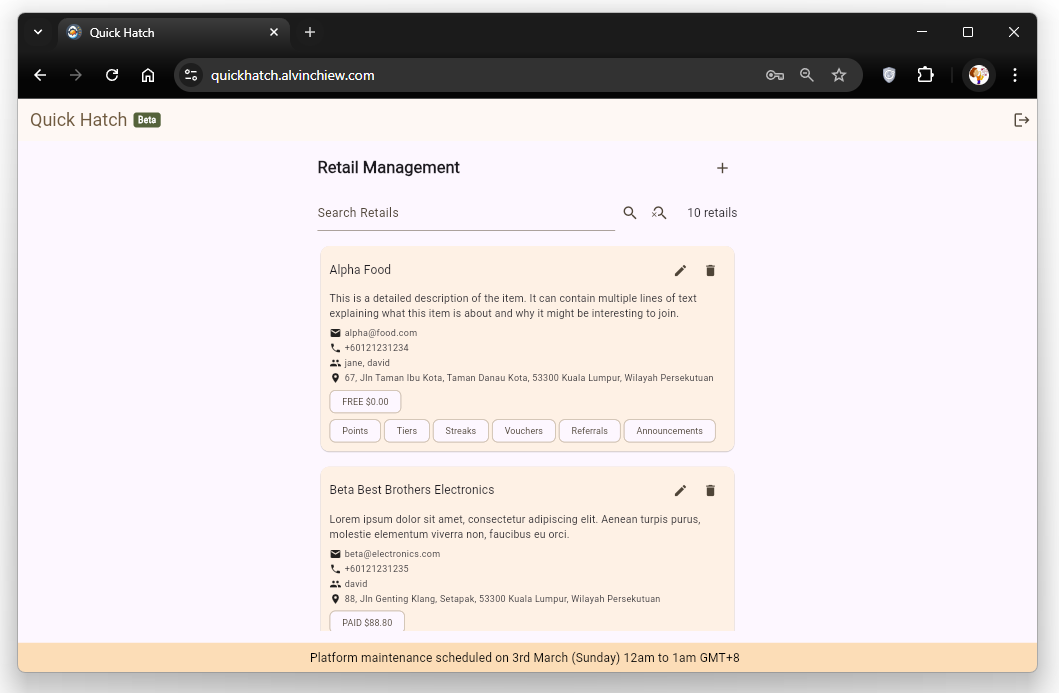 Quick Hatch
quickhatch.alvinchiew.com
Quick Hatch Beta
Retail Management
Search Retails 10 retails
Alpha Food
This is a detailed description of the item. It can contain multiple lines of text
explaining what this item is about and why it might be interesting to join.
alpha@food.com
+60121231234
jane, david
67, Jln Taman Ibu Kota, Taman Danau Kota, 53300 Kuala Lumpur, Wilayah Persekutuan
FREE $0.00
Points Tiers Streaks Vouchers Referrals Announcements
Beta Best Brothers Electronics
Lorem ipsum dolor sit amet, consectetur adipiscing elit. Aenean turpis purus,
molestie elementum viverra non, faucibus eu orci.
beta@electronics.com
+60121231235
david
88, Jln Genting Klang, Setapak, 53300 Kuala Lumpur, Wilayah Persekutuan
PAID $88.80
Platform maintenance scheduled on 3rd March (Sunday) 12am to 1am GMT+8